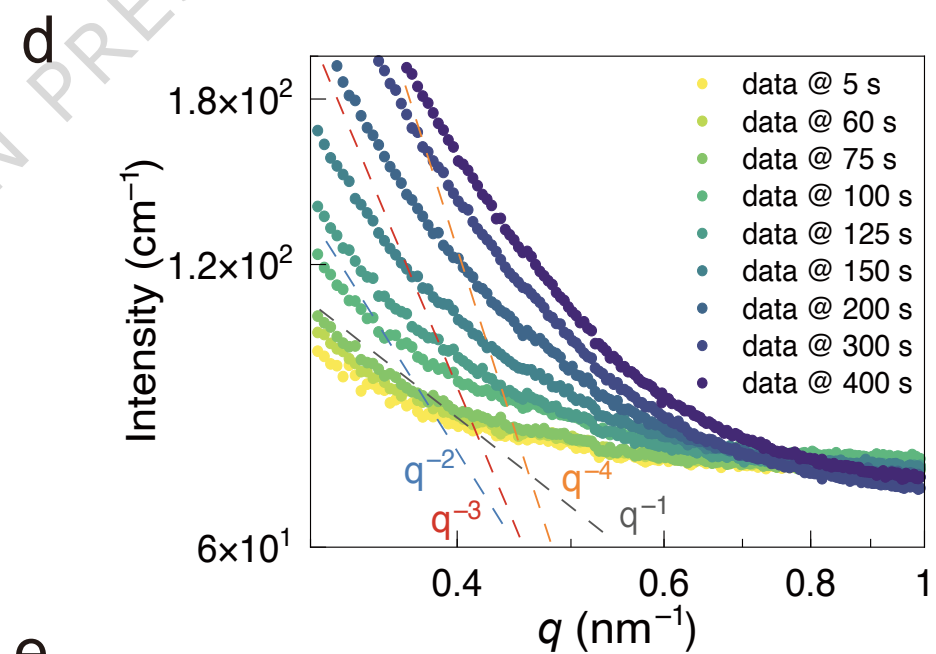 d
N PRE
1.8×10²
1.2×10²
6×10¹
Intensity (cm⁻¹)
data @ 5 s
data @ 60 s
data @ 75 s
data @ 100 s
data @ 125 s
data @ 150 s
data @ 200 s
data @ 300 s
data @ 400 s
q⁻²
q⁻³
q⁻⁴
q⁻¹
0.4
0.6
0.8
1
q (nm⁻¹)